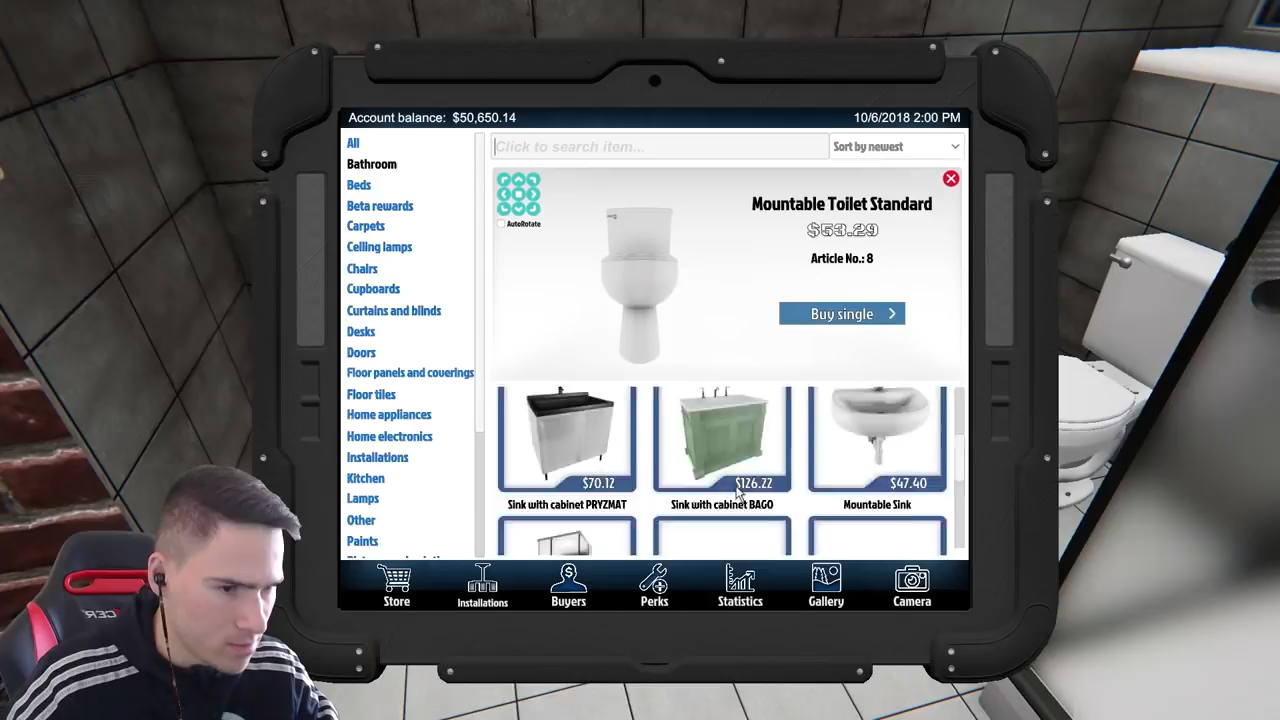 Account balance: $50,650.14
10/6/2018 2:00 PM
All
Bathroom
Beds
Beta rewards
Carpets
Ceiling lamps
Chairs
Cupboards
Curtains and blinds
Desks
Doors
Floor panels and coverings
Floor tiles
Home appliances
Home electronics
Installations
Kitchen
Lamps
Other
Paints
Click to search item...
Sort by newest
AutoRotate
Mountable Toilet Standard
$53.29
Article No.: 8
Buy single
$70.12
Sink with cabinet PRYZMAT
$126.22
Sink with cabinet BAGO
$47.40
Mountable Sink
Store
Installations
Buyers
Perks
Statistics
Gallery
Camera